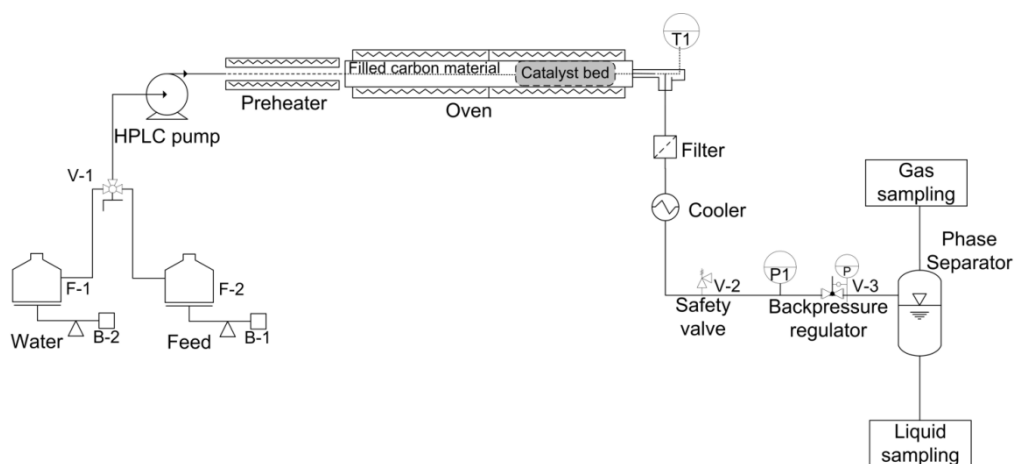 T1
Filled carbon material
Catalyst bed
Preheater
Oven
HPLC pump
Filter
V-1
Gas
sampling
Cooler
Phase
Separator
F-1
F-2
P1
P
V-2
V-3
Safety
valve
Backpressure
regulator
Water
B-2
Feed
B-1
Liquid
sampling